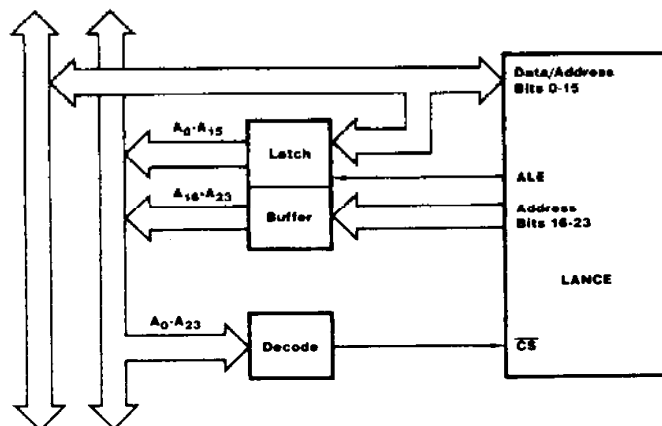 Data/Address
Bits 0-15
A0-A15
Latch
ALE
A16-A23
Buffer
Address
Bits 16-23
LANCE
A0-A23
Decode
CS